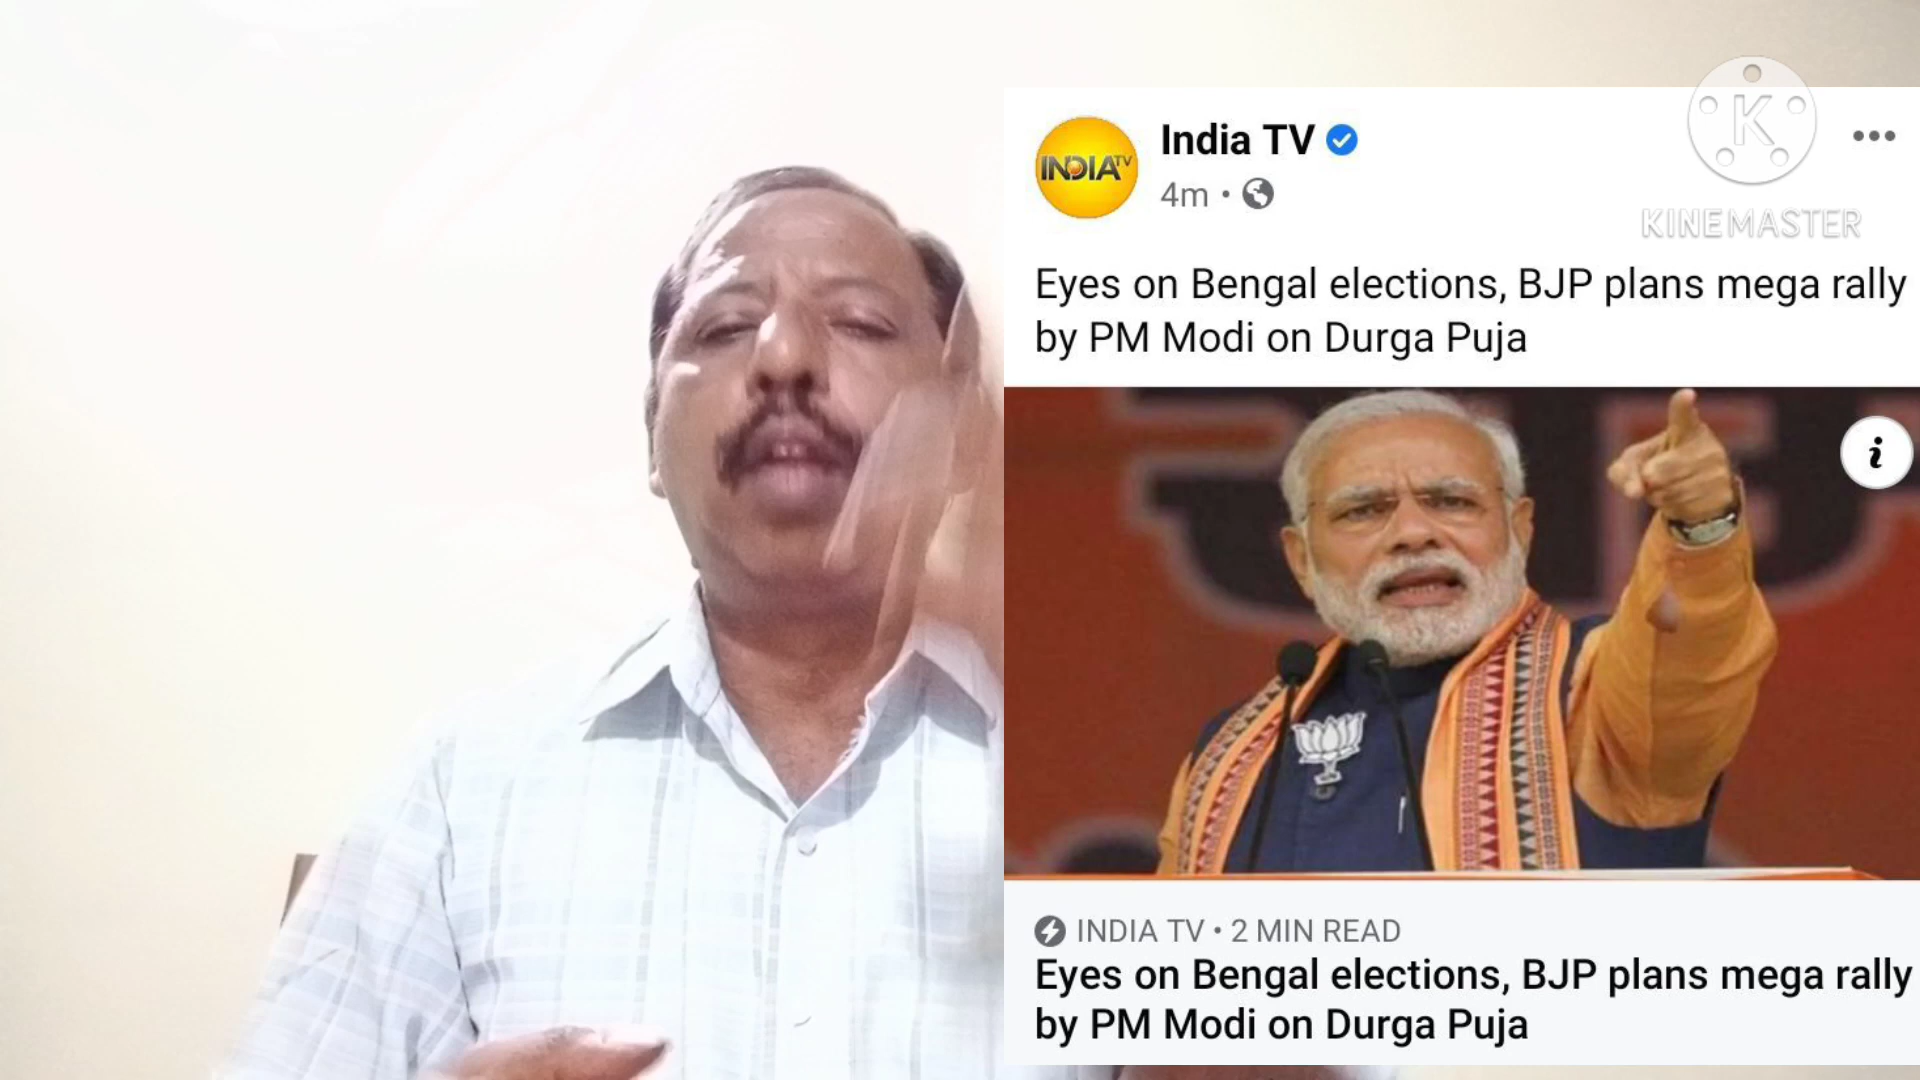 INDIA TV
India TV
4m •
KINEMASTER
Eyes on Bengal elections, BJP plans mega rally
by PM Modi on Durga Puja
INDIA TV • 2 MIN READ
Eyes on Bengal elections, BJP plans mega rally
by PM Modi on Durga Puja